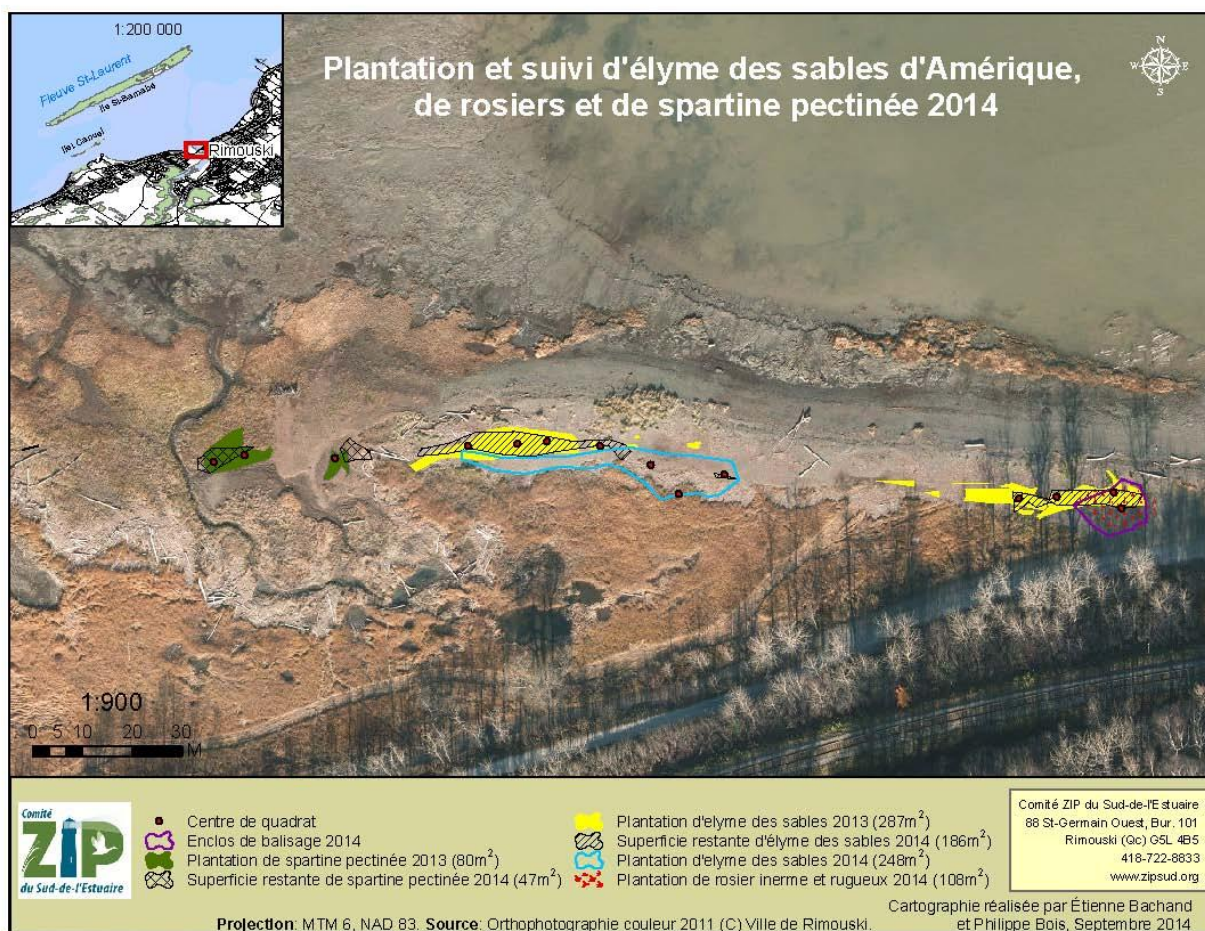 1:200 000
Fleuve St-Laurent
Ile St-Barnabé
Ilet Canuel
Rimouski
Plantation et suivi d'élyme des sables d'Amérique,
de rosiers et de spartine pectinée 2014
N
W E
S
1:900
0 5 10 20 30
M
Comité
ZIP
du Sud-de-l'Estuaire
Centre de quadrat
Enclos de balisage 2014
Plantation de spartine pectinée 2013 (80m²)
Superficie restante de spartine pectinée 2014 (47m²)
Plantation d'elyme des sables 2013 (287m²)
Superficie restante d'élyme des sables 2014 (186m²)
Plantation d'elyme des sables 2014 (248m²)
Plantation de rosier inerme et rugueux 2014 (108m²)
Comité ZIP du Sud-de-l'Estuaire
88 St-Germain Ouest, Bur. 101
Rimouski (Qc) G5L 4B5
418-722-8833
www.zipsud.org
Projection: MTM 6, NAD 83. Source: Orthophotographie couleur 2011 (C) Ville de Rimouski.
Cartographie réalisée par Étienne Bachand
et Philippe Bois, Septembre 2014